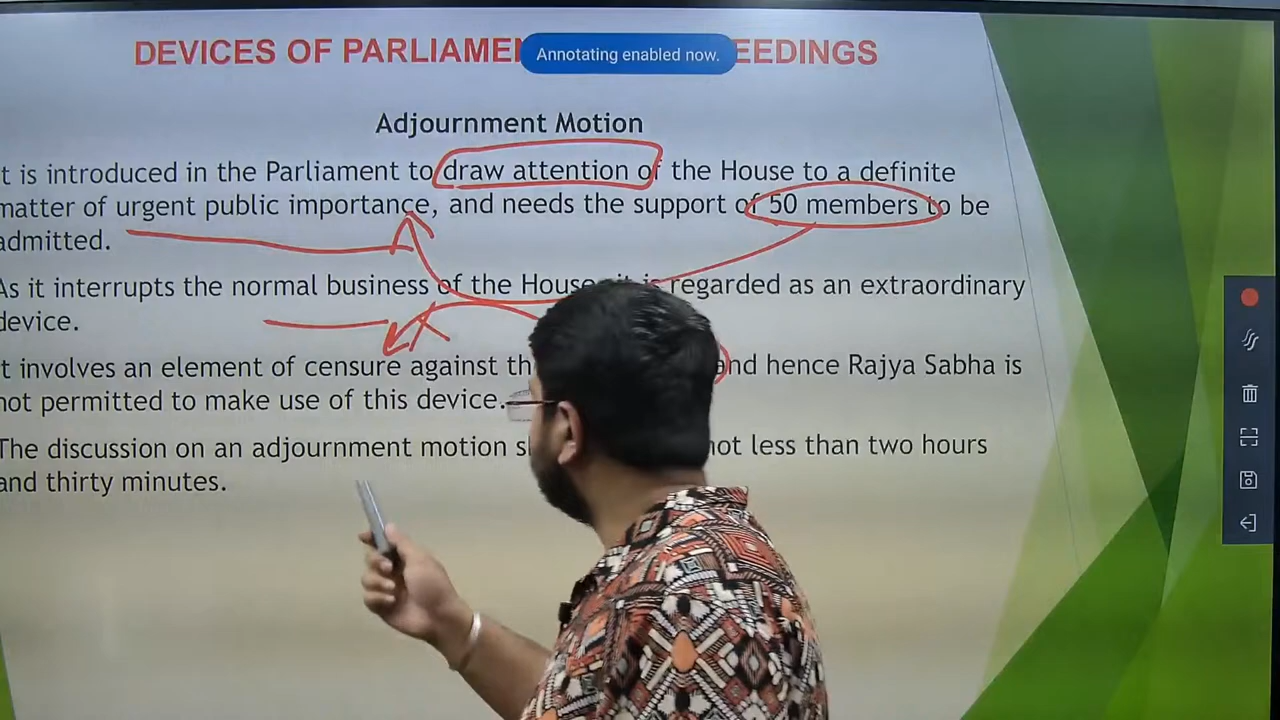 DEVICES OF PARLIAME EEDINGS
Annotating enabled now.
Adjournment Motion
t is introduced in the Parliament to draw attention of the House to a definite
matter of urgent public importance, and needs the support of 50 members to be
admitted.
As it interrupts the normal business of the House, it is regarded as an extraordinary
device.
t involves an element of censure against th and hence Rajya Sabha is
not permitted to make use of this device.
The discussion on an adjournment motion s not less than two hours
and thirty minutes.